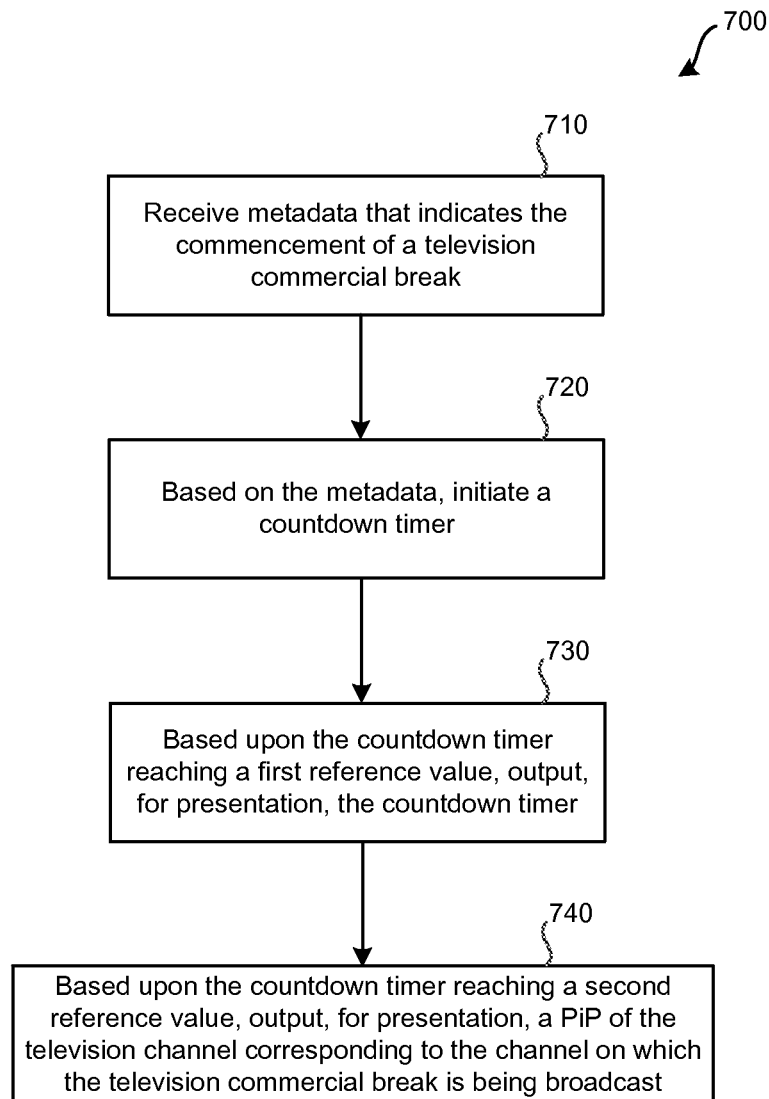 700
710
Receive metadata that indicates the
commencement of a television
commercial break
720
Based on the metadata, initiate a
countdown timer
730
Based upon the countdown timer
reaching a first reference value, output,
for presentation, the countdown timer
740
Based upon the countdown timer reaching a second
reference value, output, for presentation, a PiP of the
television channel corresponding to the channel on which
the television commercial break is being broadcast